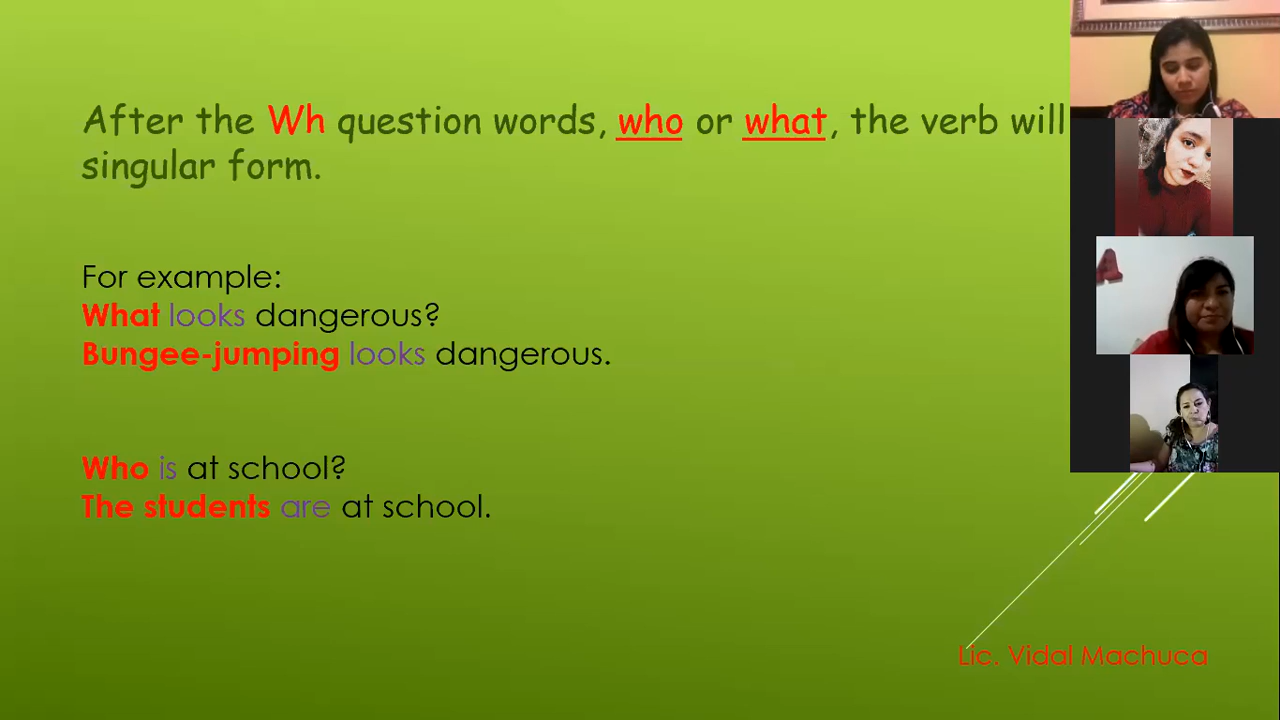 After the Wh question words, who or what, the verb will
singular form.
For example:
What looks dangerous?
Bungee-jumping looks dangerous.
Who is at school?
The students are at school.
Lic. Vidal Machuca